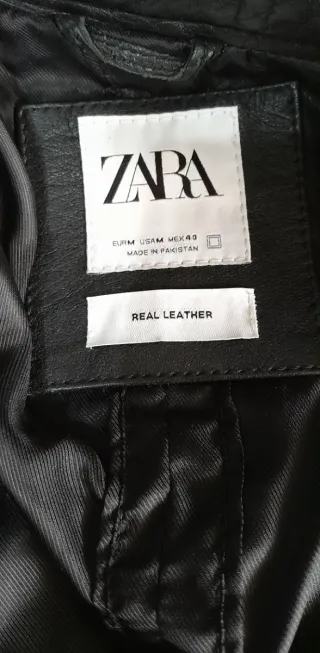 ZARA
EUR M USA M MEX 40
MADE IN PAKISTAN
REAL LEATHER